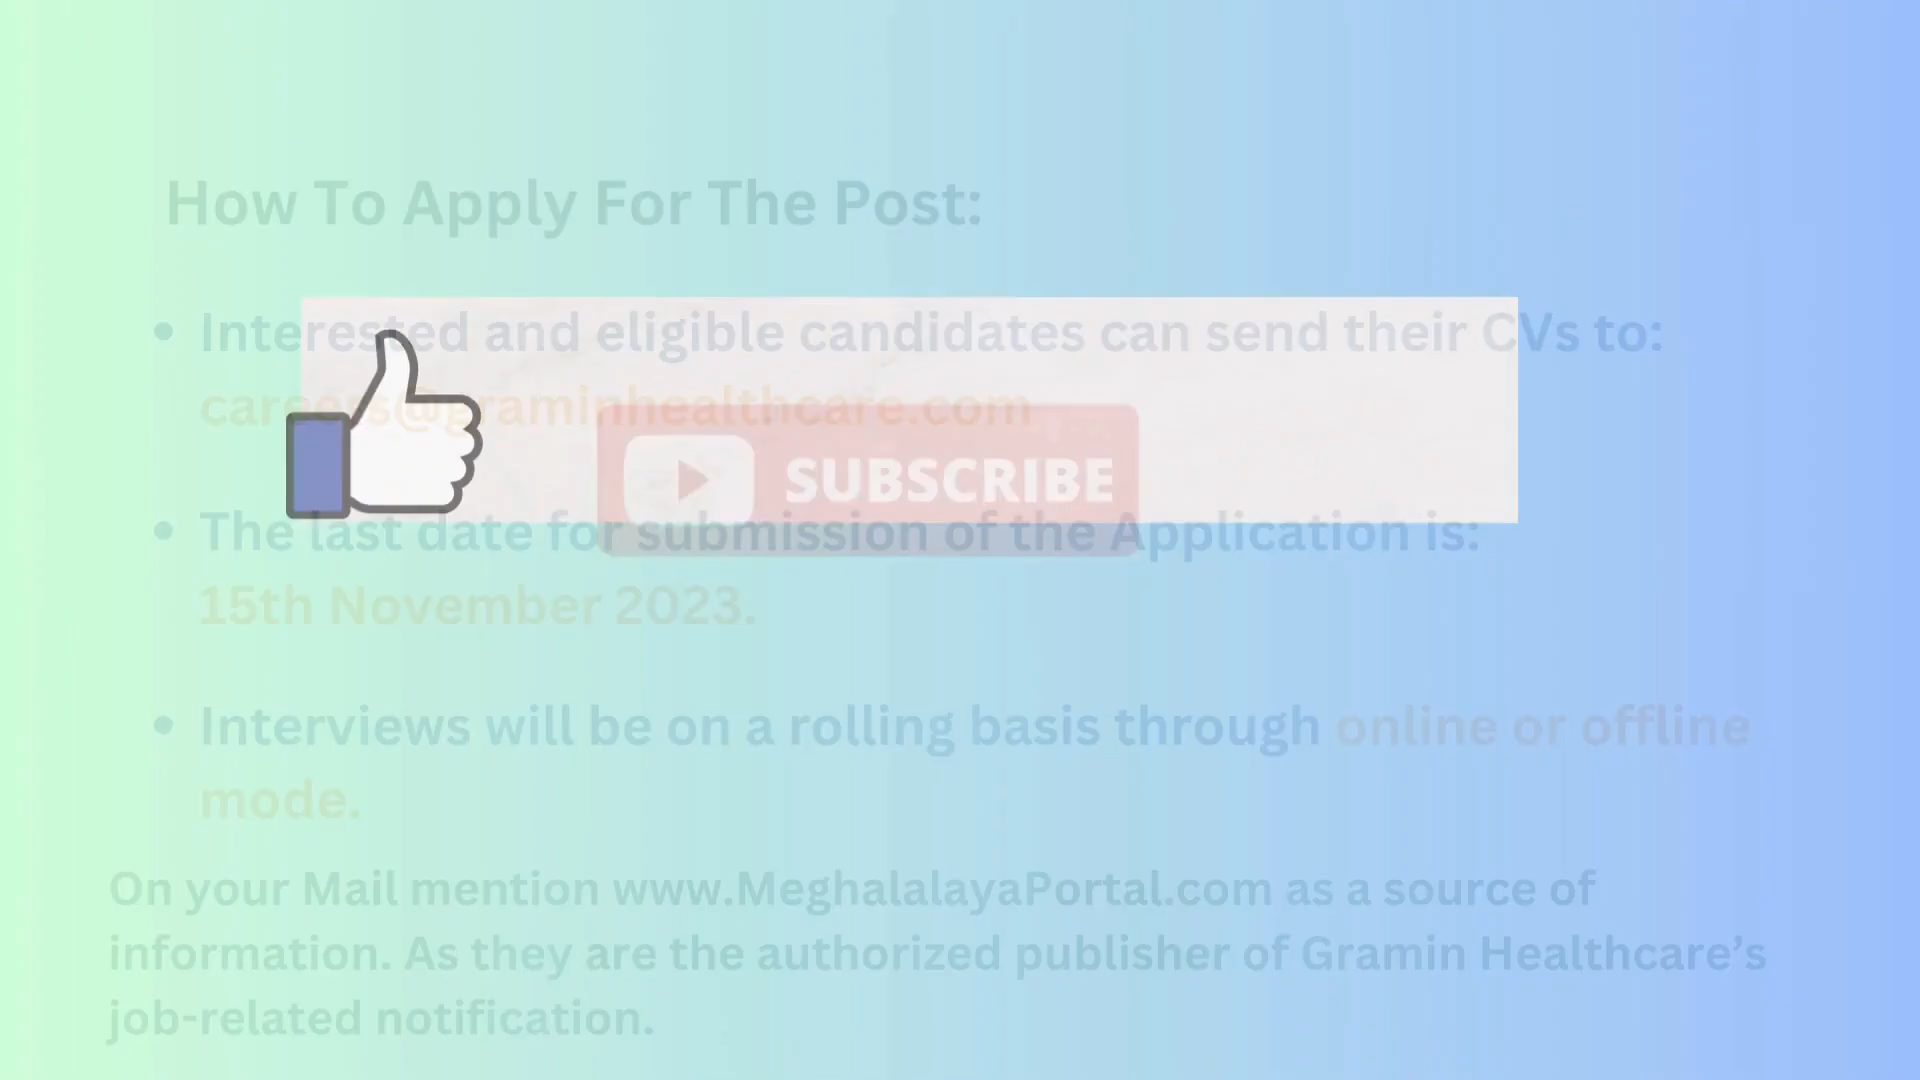 How To Apply For The Post:
• Interested and eligible candidates can send their CVs to:
careers@graminhealthcare.com
SUBSCRIBE
• The last date for submission of the Application is:
15th November 2023.
• Interviews will be on a rolling basis through online or offline
mode.
On your Mail mention www.MeghalalayaPortal.com as a source of
information. As they are the authorized publisher of Gramin Healthcare’s
job-related notification.